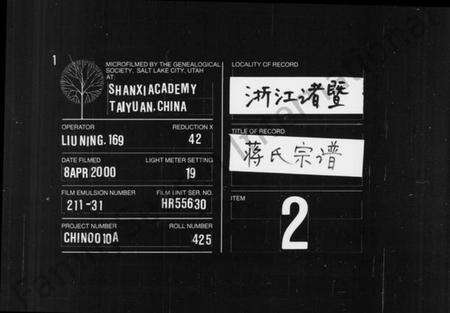 1
MICROFILMED BY THE GENEALOGICAL
SOCIETY, SALT LAKE CITY, UTAH
AT:
SHANXI ACADEMY
TAIYUAN.CHINA
OPERATOR
LIU NING. 169
REDUCTION X
42
DATE FILMED
8APR2000
LIGHT METER SETTING
19
FILM EMULSION NUMBER
211-31
FILM UNIT SER. NO.
HR55630
PROJECT NUMBER
CHINO010A
ROLL NUMBER
425
LOCALITY OF RECORD
浙江诸暨
TITLE OF RECORD
蒋氏宗谱
ITEM
2